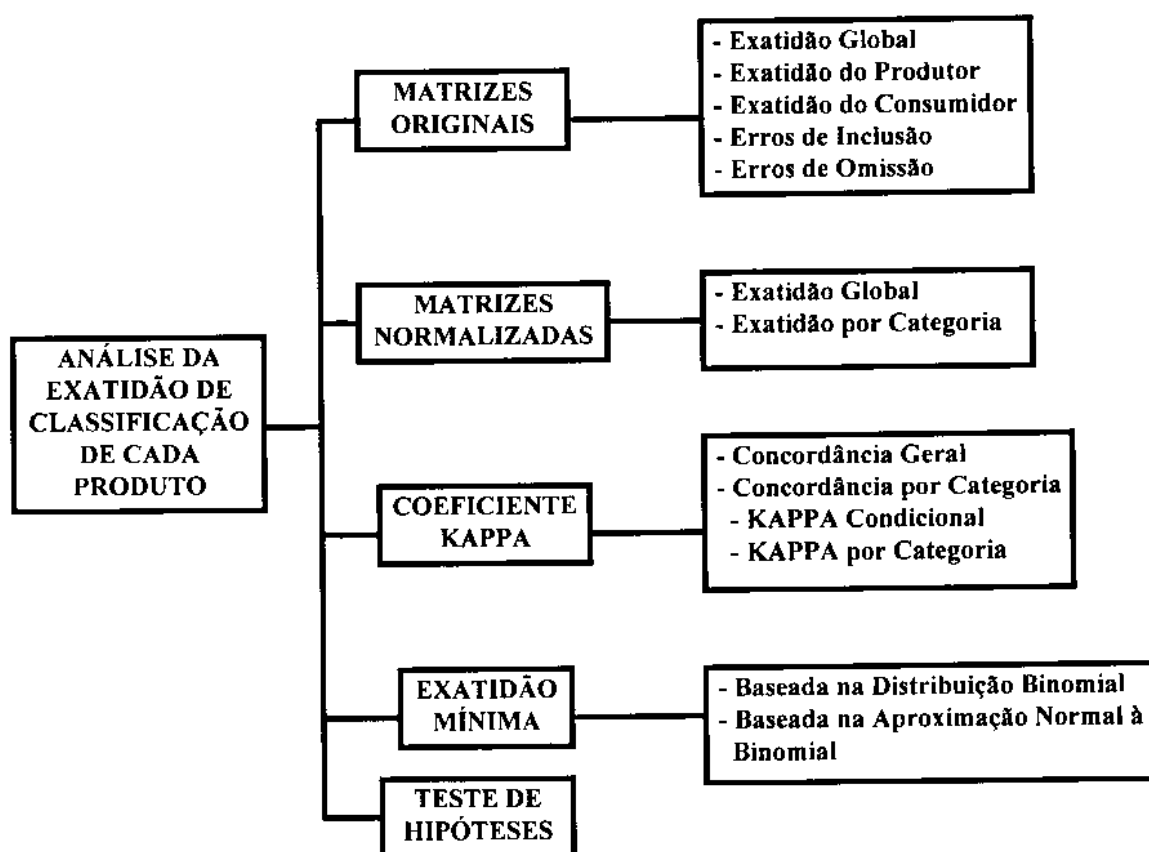 MATRIZES
ORIGINAIS
- Exatidão Global
- Exatidão do Produtor
- Exatidão do Consumidor
- Erros de Inclusão
- Erros de Omissão
MATRIZES
NORMALIZADAS
- Exatidão Global
- Exatidão por Categoria
ANÁLISE DA
EXATIDÃO DE
CLASSIFICAÇÃO
DE CADA
PRODUTO
COEFICIENTE
KAPPA
- Concordância Geral
- Concordância por Categoria
- KAPPA Condicional
- KAPPA por Categoria
EXATIDÃO
MÍNIMA
- Baseada na Distribuição Binomial
- Baseada na Aproximação Normal à
Binomial
TESTE DE
HIPÓTESES